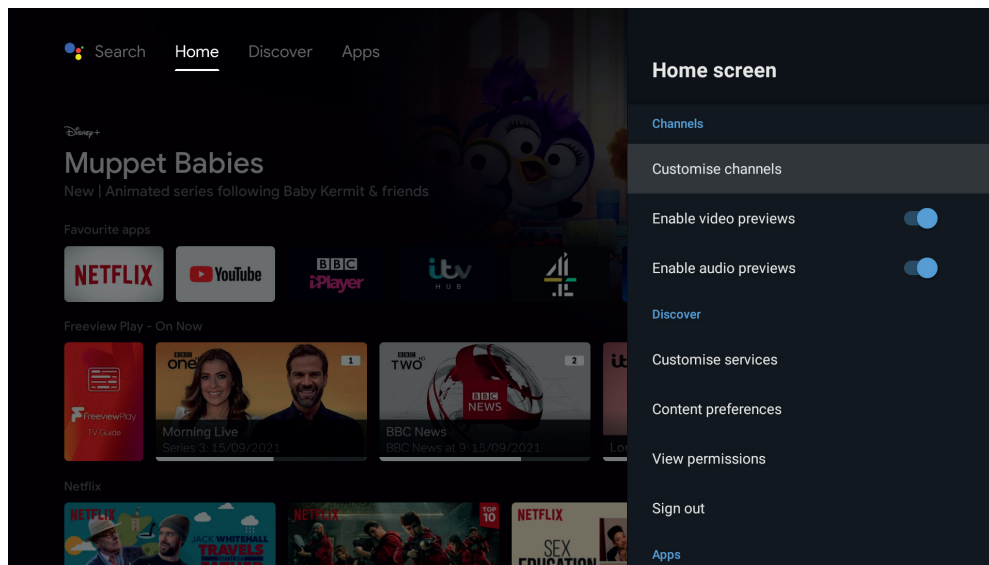 Search Home Discover Apps
Disney+
Muppet Babies
New | Animated series following Baby Kermit & friends
Favourite apps
NETFLIX
YouTube
BBC
iPlayer
itv
HUB
4
Freeview Play - On Now
FreeviewPlay
TV Guide
BBC
one
1
Morning Live
Series 3: 15/09/2021
BBC
TWO HD
2
BBC
NEWS
BBC News
BBC News at 9: 15/09/2021
Netflix
NETFLIX
JACK WHITEHALL
TRAVELS
NETFLIX
TOP
10
NETFLIX
SEX
EDUCATION
Home screen
Channels
Customise channels
Enable video previews
Enable audio previews
Discover
Customise services
Content preferences
View permissions
Sign out
Apps